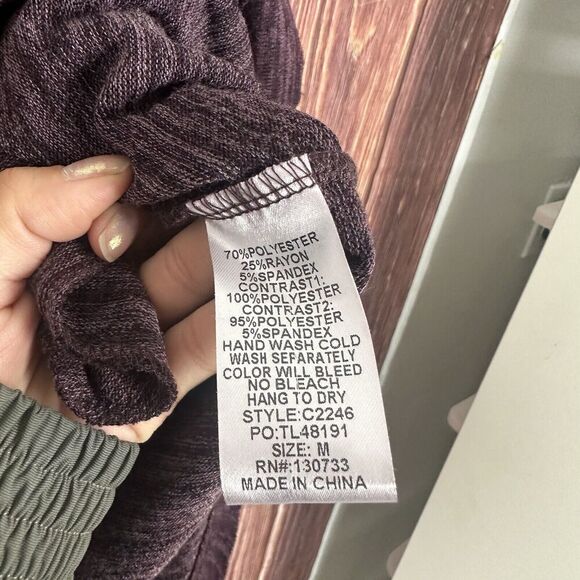 70%POLYESTER
25%RAYON
5%SPANDEX
CONTRAST1:
100%POLYESTER
CONTRAST2:
95%POLYESTER
5%SPANDEX
HAND WASH COLD
WASH SEPARATELY
COLOR WILL BLEED
NO BLEACH
HANG TO DRY
STYLE:C2246
PO:TL48191
SIZE: M
RN#:130733
MADE IN CHINA